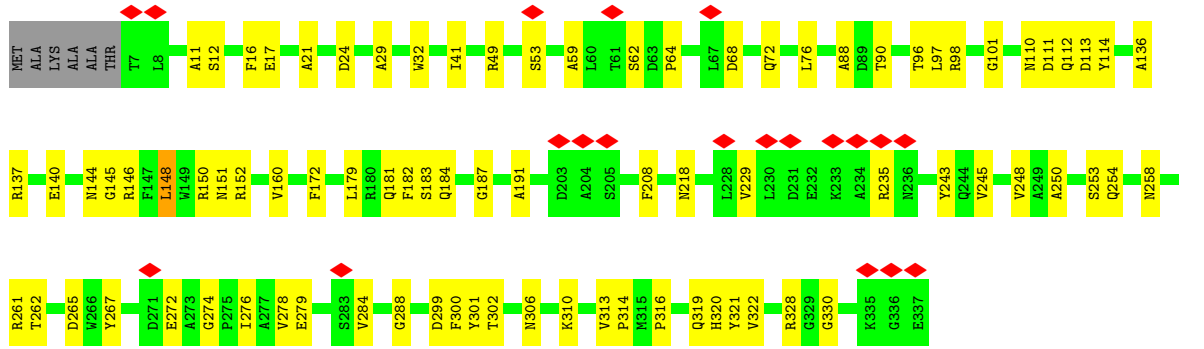 MET ALA LYS ALA ALA THR T7 L8 A11 S12 F16 E17 A21 D24 A29 W32 I41 R49 S53 A59 L60 T61 S62 D63 P64 L67 D68 Q72 L76 A88 D89 T90 T96 L97 R98 G101 N110 D111 Q112 D113 Y114 A136
R137 E140 N144 G145 R146 F147 L148 W149 R150 N151 R152 V160 F172 L179 R180 Q181 F182 S183 Q184 G187 A191 D203 A204 S205 F208 N218 L228 V229 L230 D231 E232 K233 A234 R235 N236 Y243 Q244 V245 V248 A249 A250 S253 Q254 N258
R261 T262 D265 W266 Y267 D271 E272 A273 G274 P275 I276 A277 V278 E279 S283 V284 G288 D299 F300 Y301 T302 N306 K310 V313 P314 M315 P316 Q319 H320 Y321 V322 R328 G329 G330 K335 G336 E337